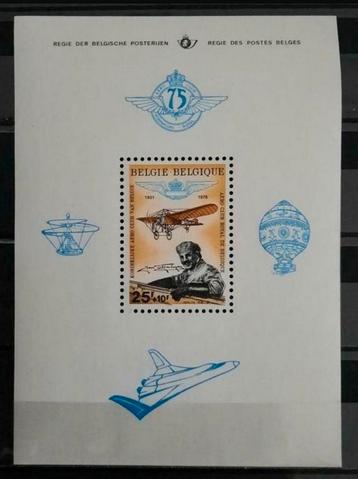 REGIE DER BELGISCHE POSTERIJEN REGIE DES POSTES BELGES
75
BELGIE-BELGIQUE
1901 1976
KONINKLIJKE AERO CLUB VAN BELGIE
AERO CLUB ROYAL DE BELGIQUE
25F+10F